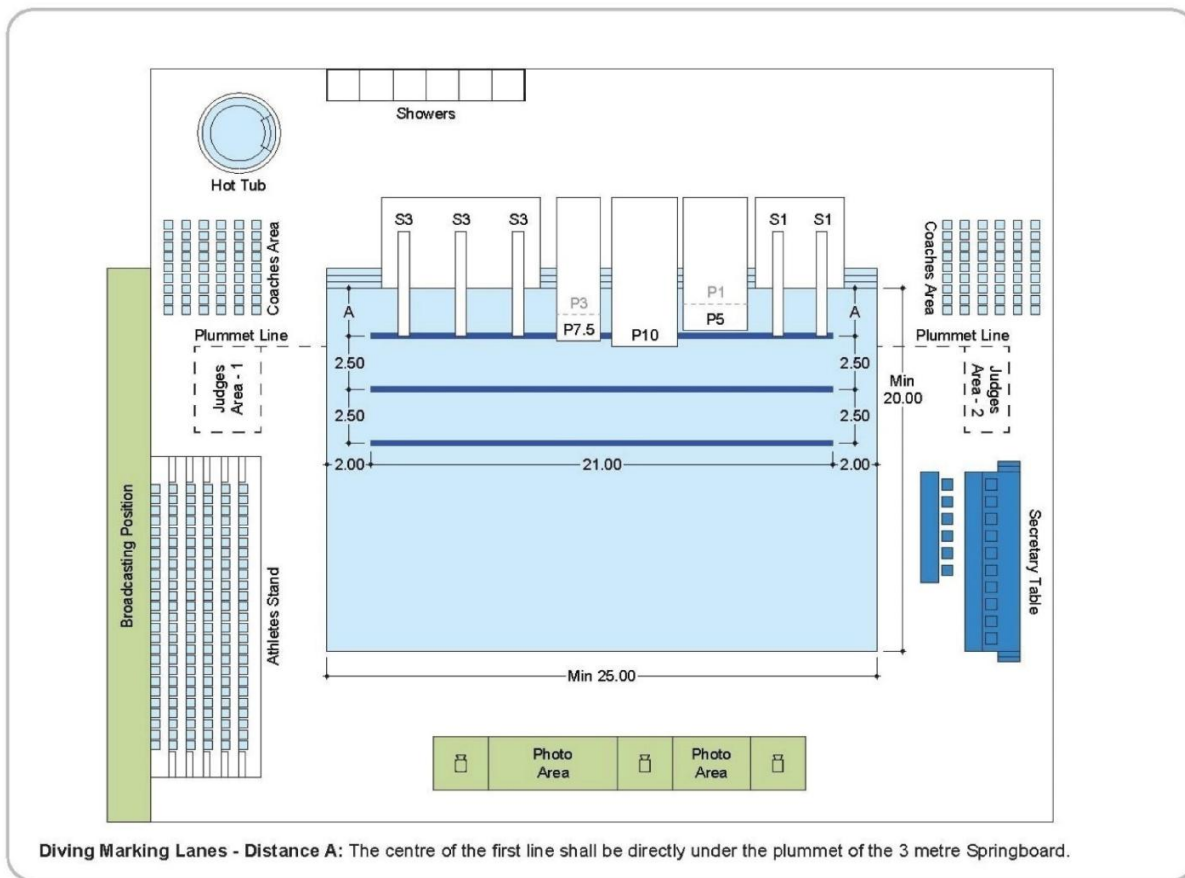 Showers
Hot Tub
Coaches Area
Coaches Area
S3
S3
S3
S1
S1
P3
P7.5
P10
P1
P5
A
A
Plummet Line
Plummet Line
Judges
Area - 1
Judges
Area - 2
2.50
2.50
2.50
2.50
Min
20.00
2.00
21.00
2.00
Broadcasting Position
Athletes Stand
Secretary Table
Min 25.00
Photo
Area
Photo
Area
Diving Marking Lanes - Distance A: The centre of the first line shall be directly under the plummet of the 3 metre Springboard.